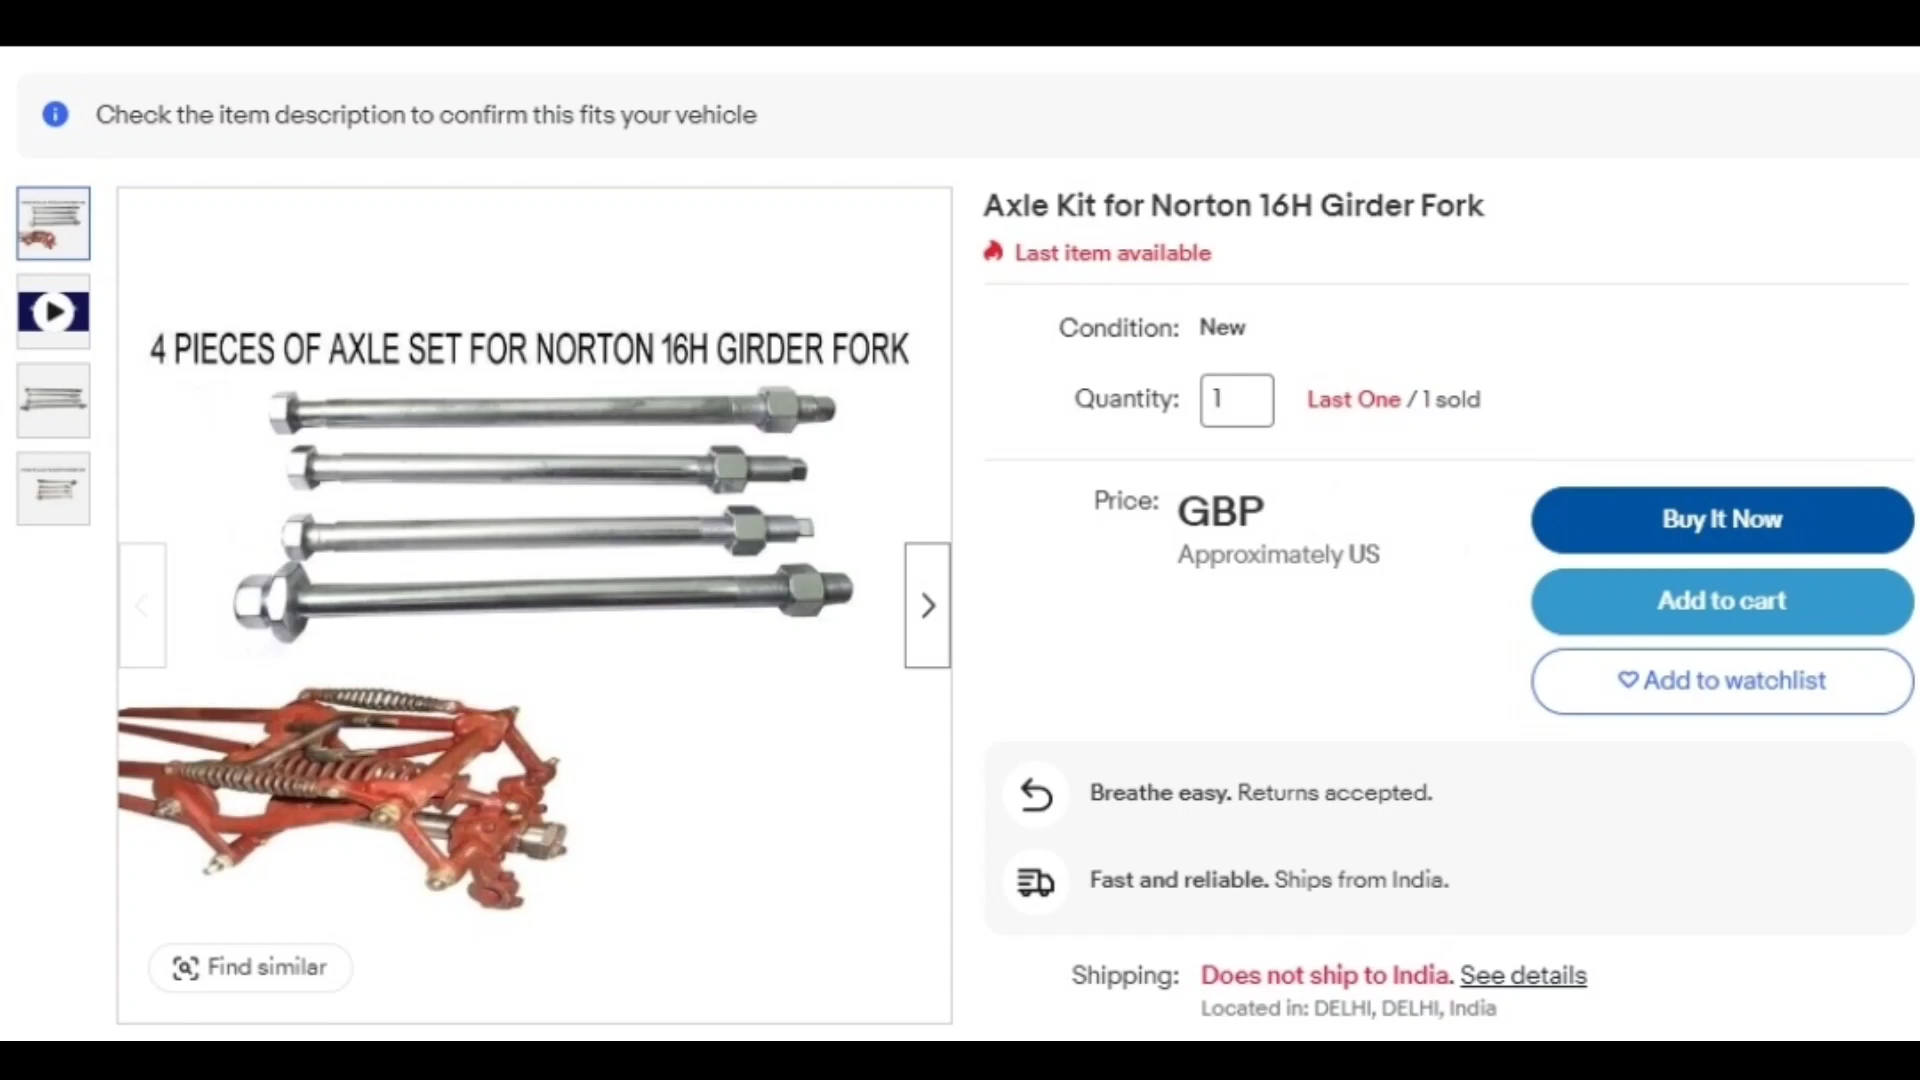 Check the item description to confirm this fits your vehicle
Axle Kit for Norton 16H Girder Fork
Last item available
Condition: New
Quantity: 1 Last One / 1 sold
Price: GBP
Approximately US
Buy It Now
Add to cart
Add to watchlist
4 PIECES OF AXLE SET FOR NORTON 16H GIRDER FORK
Find similar
Breathe easy. Returns accepted.
Fast and reliable. Ships from India.
Shipping: Does not ship to India. See details
Located in: DELHI, DELHI, India